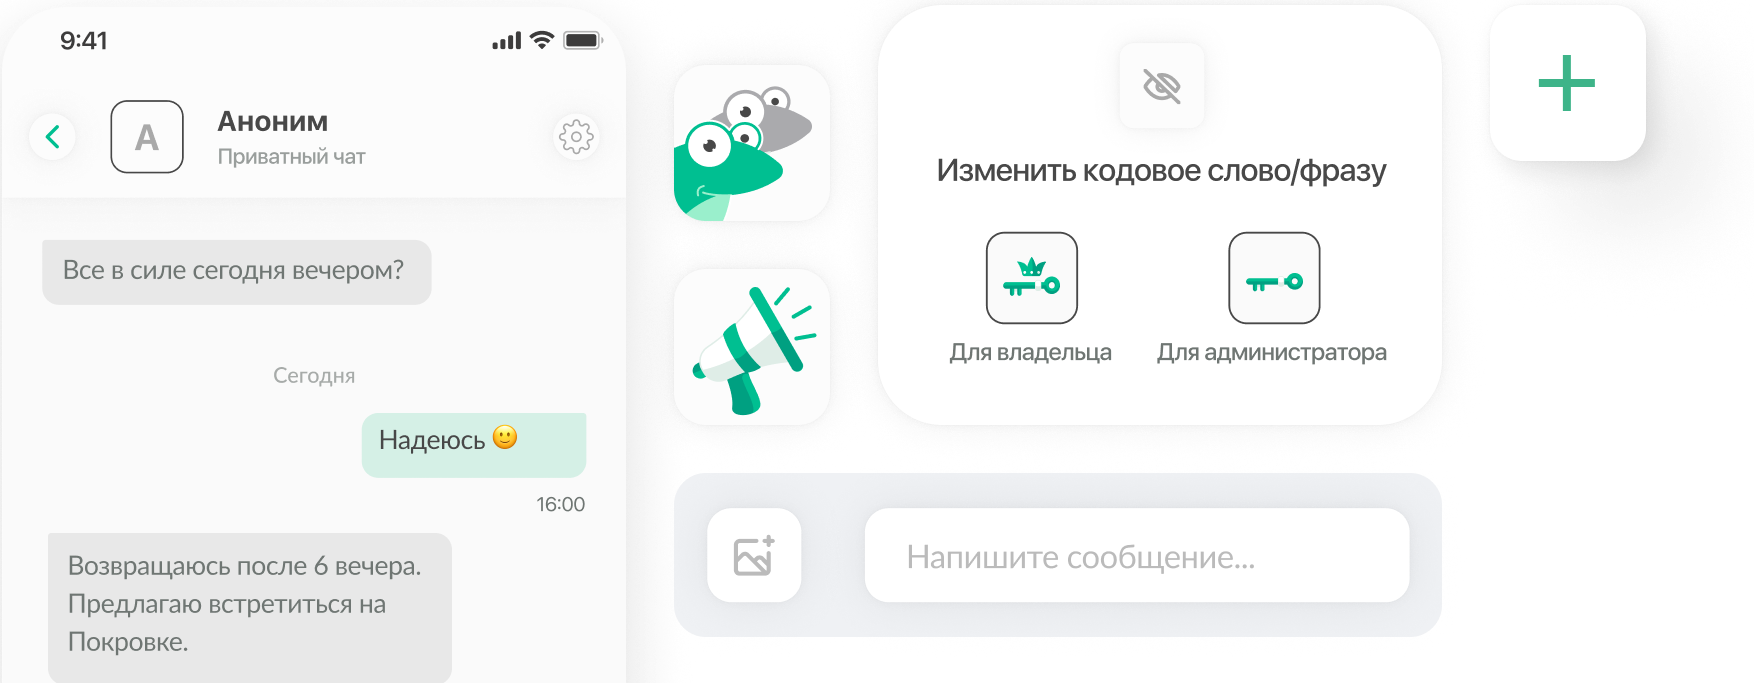 9:41
А
Аноним
Приватный чат
Все в силе сегодня вечером?
Сегодня
Надеюсь 🙂
16:00
Возвращаюсь после 6 вечера.
Предлагаю встретиться на
Покровке.
Изменить кодовое слово/фразу
Для владельца
Для администратора
Напишите сообщение...